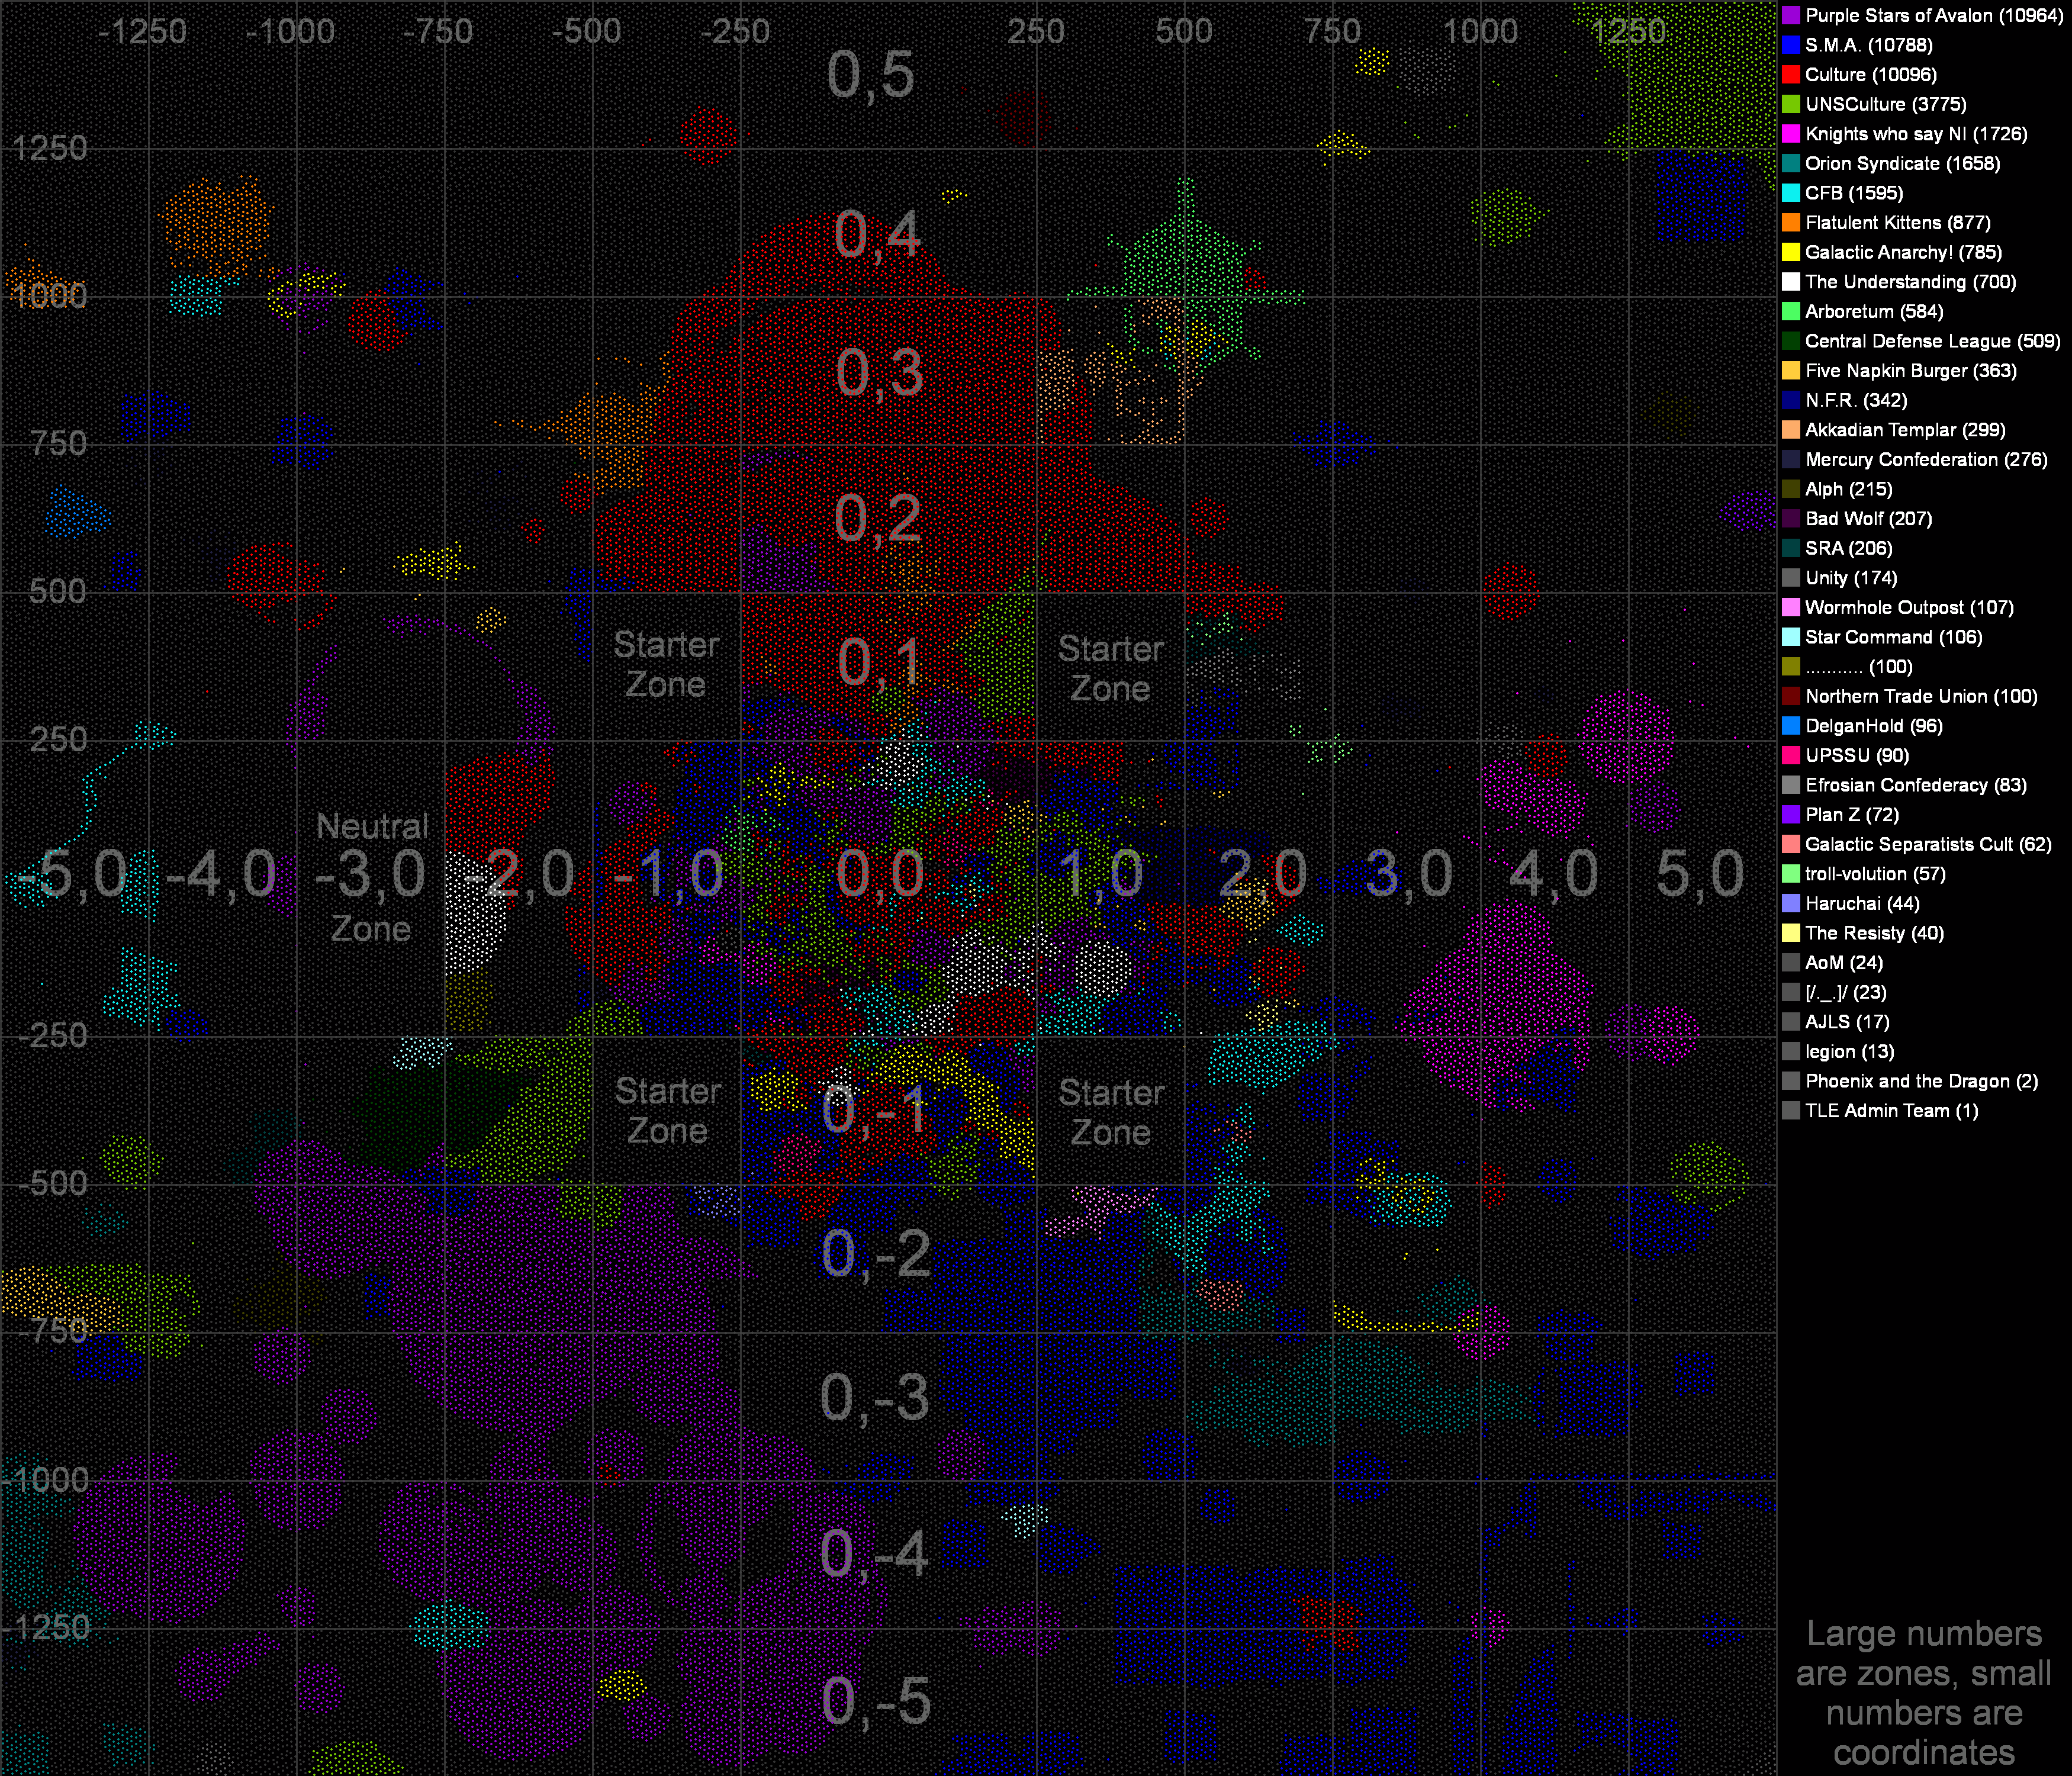 -1250 -1000 -750 -500 -250 250 500 750 1000 1250
0,5
1250
0,4
1000
0,3
750
0,2
500
Starter
Zone
0,1
Starter
Zone
250
Neutral
Zone
-5,0 -4,0 -3,0 -2,0 -1,0 0,0 1,0 2,0 3,0 4,0 5,0
-250
Starter
Zone
0,-1
Starter
Zone
-500
0,-2
-750
0,-3
-1000
0,-4
-1250
0,-5
Purple Stars of Avalon (10964)
S.M.A. (10788)
Culture (10096)
UNSCulture (3775)
Knights who say NI (1726)
Orion Syndicate (1658)
CFB (1595)
Flatulent Kittens (877)
Galactic Anarchy! (785)
The Understanding (700)
Arboretum (584)
Central Defense League (509)
Five Napkin Burger (363)
N.F.R. (342)
Akkadian Templar (299)
Mercury Confederation (276)
Alph (215)
Bad Wolf (207)
SRA (206)
Unity (174)
Wormhole Outpost (107)
Star Command (106)
........... (100)
Northern Trade Union (100)
DelganHold (96)
UPSSU (90)
Efrosian Confederacy (83)
Plan Z (72)
Galactic Separatists Cult (62)
troll-volution (57)
Haruchai (44)
The Resisty (40)
AoM (24)
[/._.]/ (23)
AJLS (17)
legion (13)
Phoenix and the Dragon (2)
TLE Admin Team (1)
Large numbers
are zones, small
numbers are
coordinates